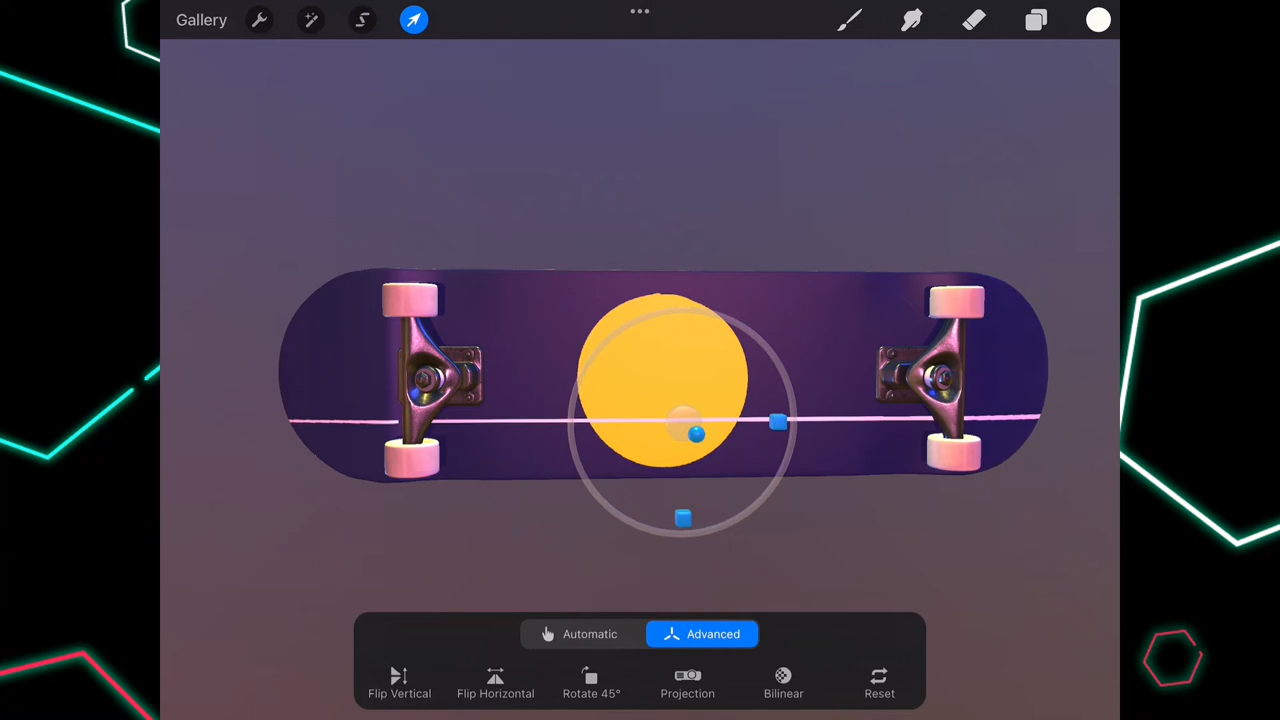 Gallery
Automatic
Advanced
Flip Vertical
Flip Horizontal
Rotate 45°
Projection
Bilinear
Reset